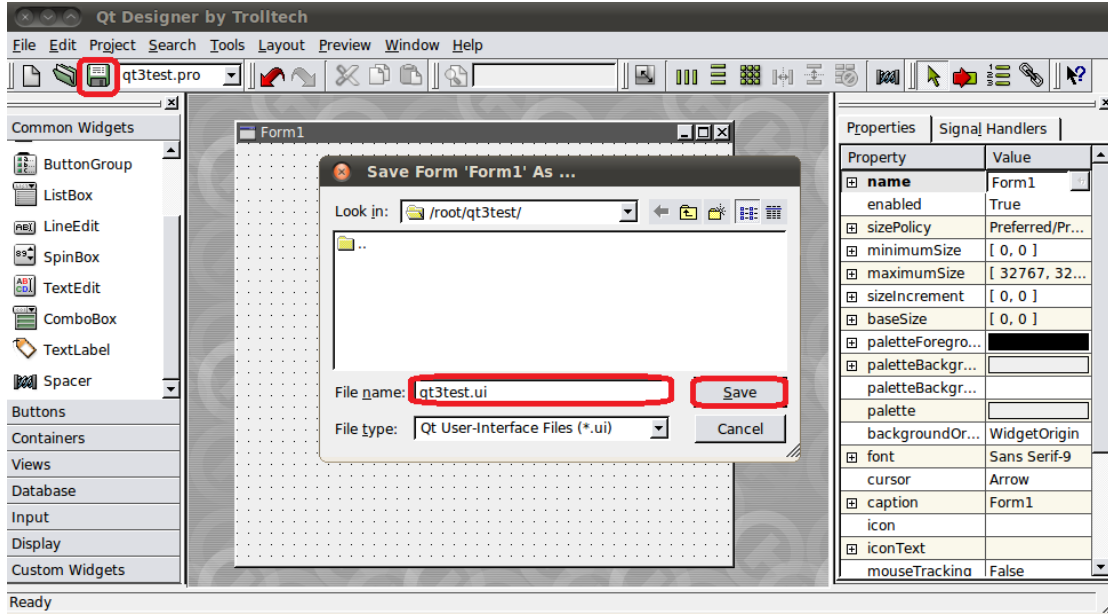 Qt Designer by Trolltech
File Edit Project Search Tools Layout Preview Window Help
qt3test.pro
Common Widgets
ButtonGroup
ListBox
LineEdit
SpinBox
TextEdit
ComboBox
TextLabel
Spacer
Buttons
Containers
Views
Database
Input
Display
Custom Widgets
Form1
Save Form 'Form1' As ...
Look in: /root/qt3test/
..
File name: qt3test.ui Save
File type: Qt User-Interface Files (*.ui) Cancel
Properties Signal Handlers
Property Value
name Form1
enabled True
sizePolicy Preferred/Pr...
minimumSize [ 0, 0 ]
maximumSize [ 32767, 32...
sizeIncrement [ 0, 0 ]
baseSize [ 0, 0 ]
paletteForegro...
paletteBackgr...
paletteBackgr...
palette
backgroundOr... WidgetOrigin
font Sans Serif-9
cursor Arrow
caption Form1
icon
iconText
mouseTracking False
Ready